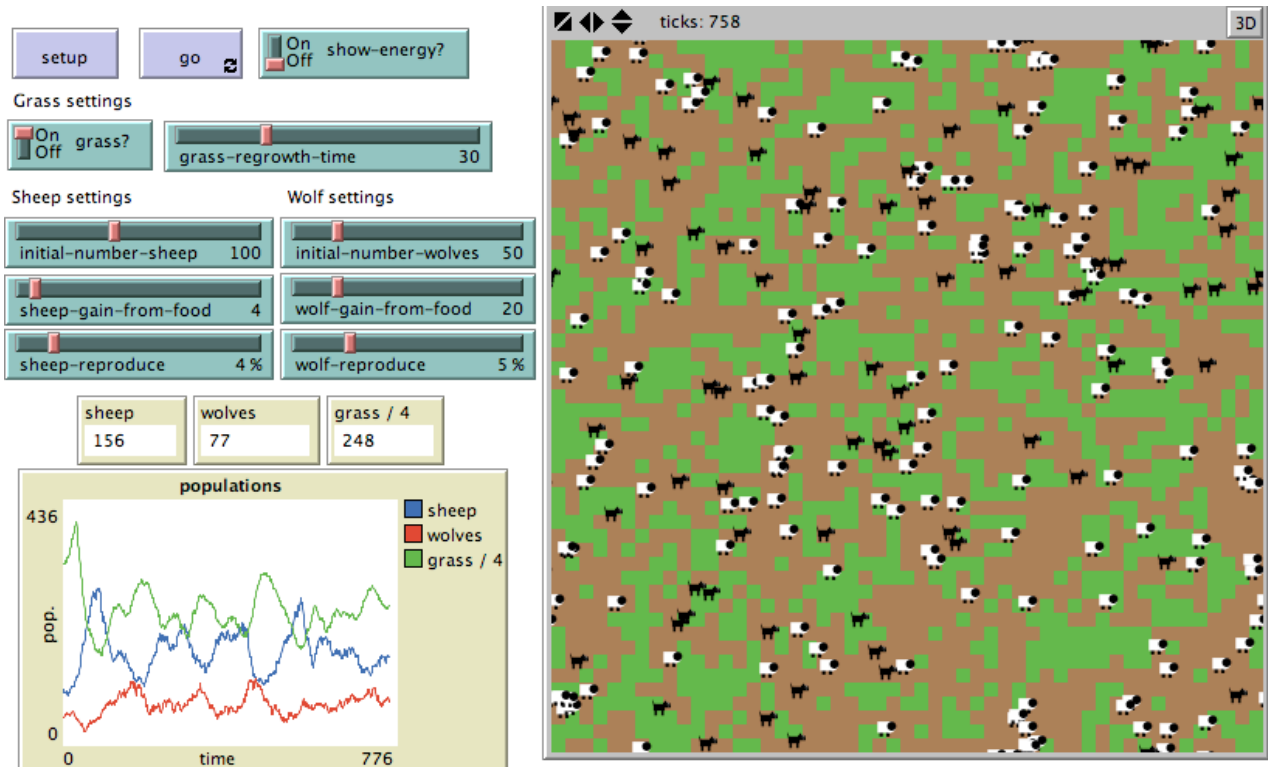 setup
go
On
Off
show-energy?
Grass settings
On
Off
grass?
grass-regrowth-time 30
Sheep settings
Wolf settings
initial-number-sheep 100
initial-number-wolves 50
sheep-gain-from-food 4
wolf-gain-from-food 20
sheep-reproduce 4 %
wolf-reproduce 5 %
sheep
156
wolves
77
grass / 4
248
populations
436
pop.
0
0
time
776
sheep
wolves
grass / 4
ticks: 758
3D